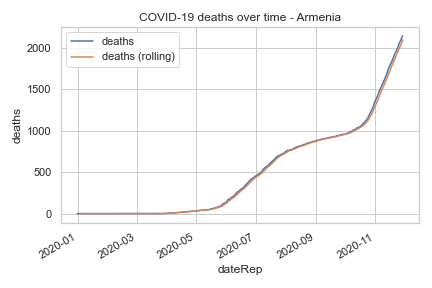 COVID-19 deaths over time - Armenia
deaths
deaths (rolling)
2000
1500
1000
500
0
deaths
2020-01
2020-03
2020-05
2020-07
2020-09
2020-11
dateRep